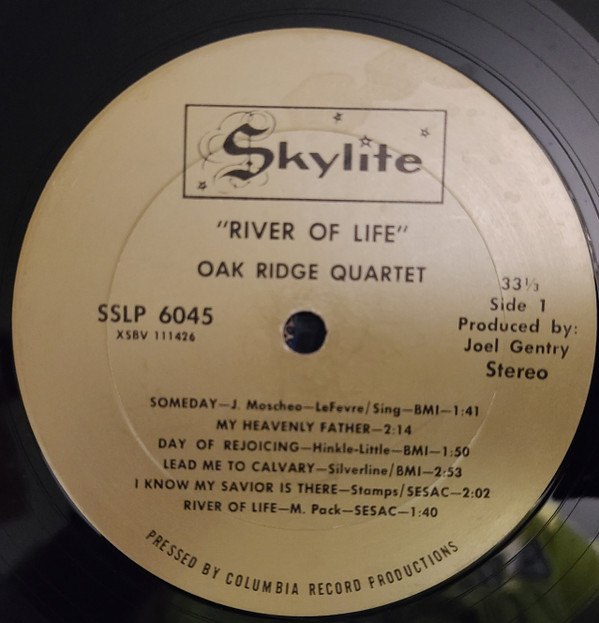 Skylite
"RIVER OF LIFE"
OAK RIDGE QUARTET
SSLP 6045
XSBV 111426
33⅓
Side 1
Produced by:
Joel Gentry
Stereo
SOMEDAY—J. Moscheo—LeFevre/Sing—BMI—1:41
MY HEAVENLY FATHER—2:14
DAY OF REJOICING—Hinkle-Little—BMI—1:50
LEAD ME TO CALVARY—Silverline/BMI—2:53
I KNOW MY SAVIOR IS THERE—Stamps/SESAC—2:02
RIVER OF LIFE—M. Pack—SESAC—1:40
PRESSED BY COLUMBIA RECORD PRODUCTIONS